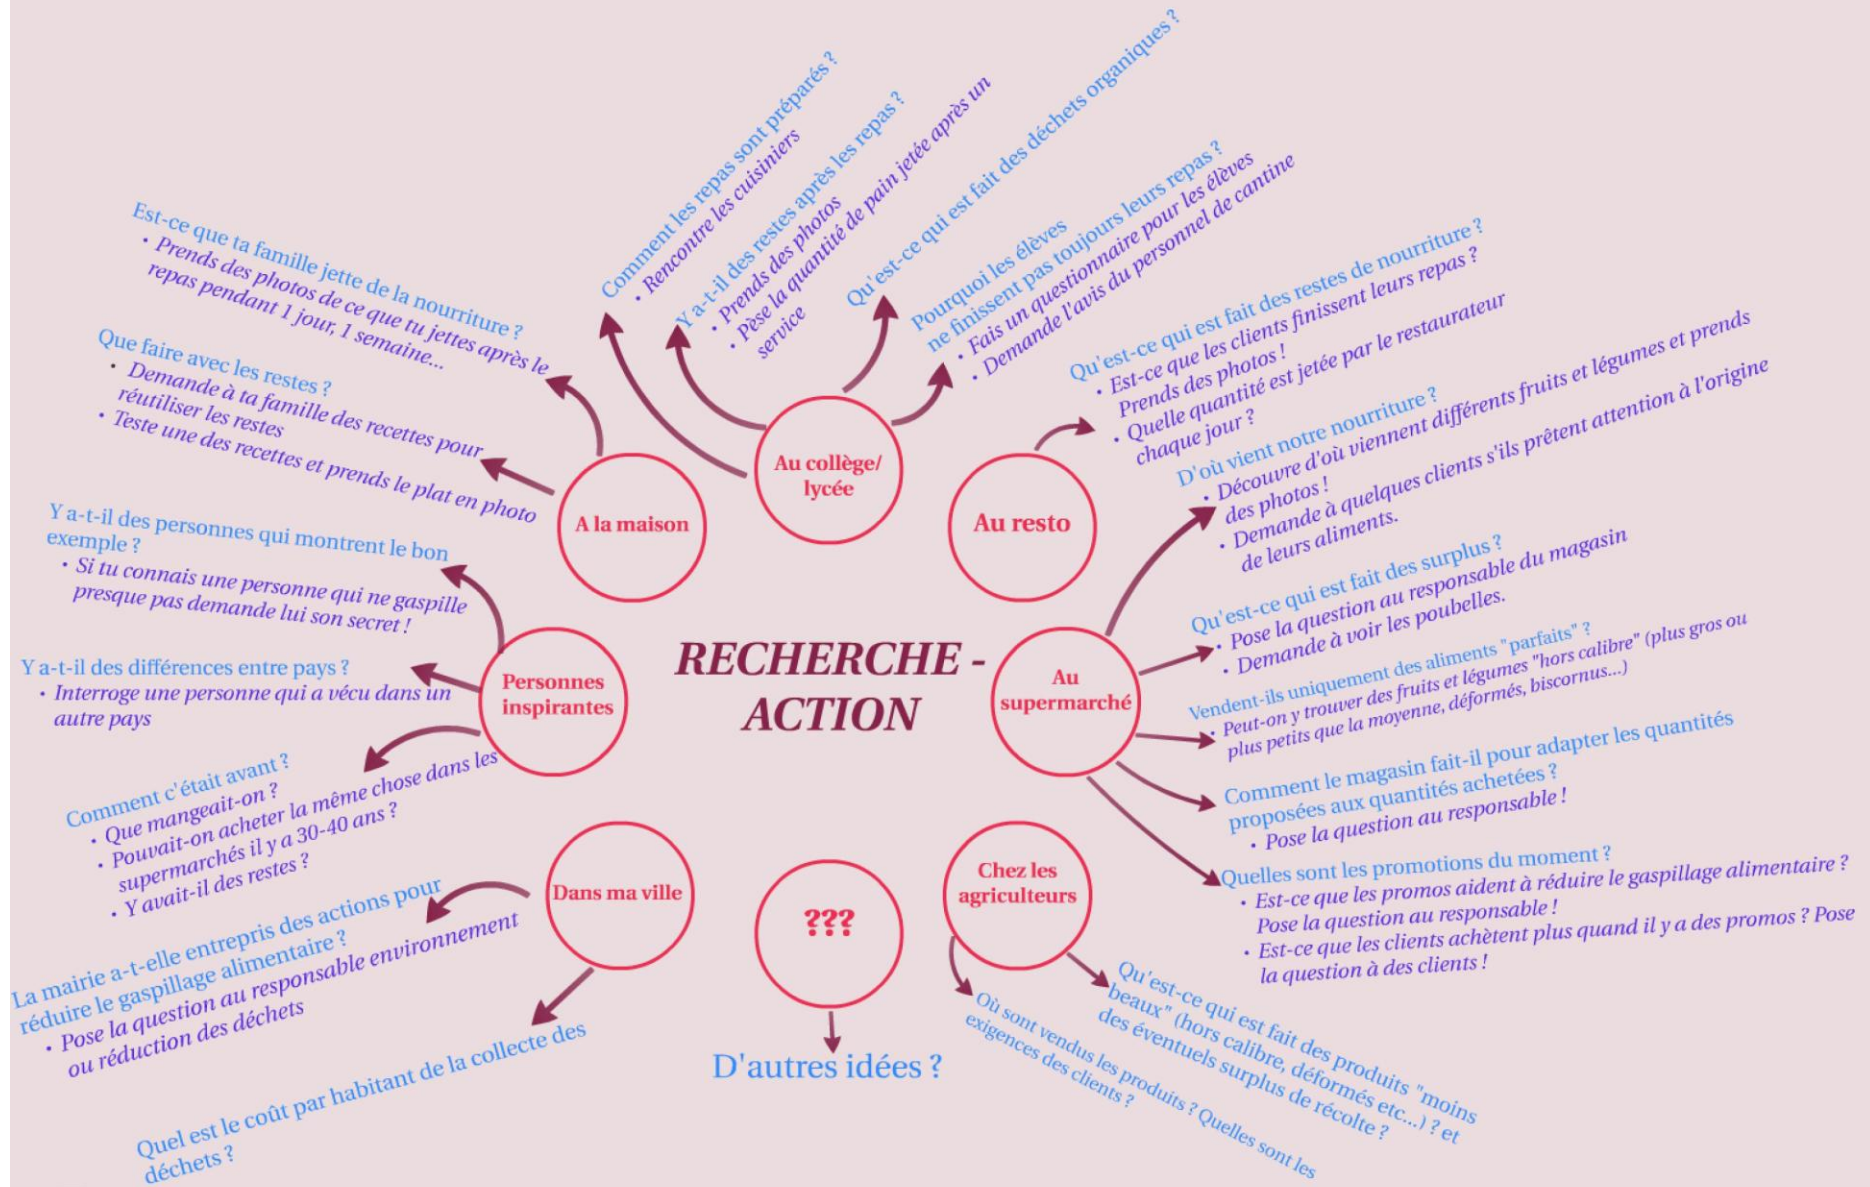 RECHERCHE -
ACTION
A la maison
Est-ce que ta famille jette de la nourriture ?
• Prends des photos de ce que tu jettes après le
repas pendant 1 jour, 1 semaine...
Que faire avec les restes ?
• Demande à ta famille des recettes pour
réutiliser les restes
• Teste une des recettes et prends le plat en photo
Au collège/
lycée
Comment les repas sont préparés ?
• Rencontre les cuisiniers
Y a-t-il des restes après les repas ?
• Prends des photos
• Pèse la quantité de pain jetée après un
service
Qu'est-ce qui est fait des déchets organiques ?
Pourquoi les élèves
ne finissent pas toujours leurs repas ?
• Fais un questionnaire pour les élèves
• Demande l'avis du personnel de cantine
Au resto
Qu'est-ce qui est fait des restes de nourriture ?
• Est-ce que les clients finissent leurs repas ?
Prends des photos !
• Quelle quantité est jetée par le restaurateur
chaque jour ?
Au
supermarché
D'où vient notre nourriture ?
• Découvre d'où viennent différents fruits et légumes et prends
des photos !
• Demande à quelques clients s'ils prêtent attention à l'origine
de leurs aliments.
Qu'est-ce qui est fait des surplus ?
• Pose la question au responsable du magasin
• Demande à voir les poubelles.
Vendent-ils uniquement des aliments "parfaits" ?
• Peut-on y trouver des fruits et légumes "hors calibre" (plus gros ou
plus petits que la moyenne, déformés, biscornus...)
Comment le magasin fait-il pour adapter les quantités
proposées aux quantités achetées ?
• Pose la question au responsable !
Quelles sont les promotions du moment ?
• Est-ce que les promos aident à réduire le gaspillage alimentaire ?
Pose la question au responsable !
• Est-ce que les clients achètent plus quand il y a des promos ? Pose
la question à des clients !
Chez les
agriculteurs
Qu'est-ce qui est fait des produits "moins
beaux" (hors calibre, déformés etc...) ? et
des éventuels surplus de récolte ?
Où sont vendus les produits ? Quelles sont les
exigences des clients ?
???
D'autres idées ?
Dans ma ville
La mairie a-t-elle entrepris des actions pour
réduire le gaspillage alimentaire ?
• Pose la question au responsable environnement
ou réduction des déchets
Quel est le coût par habitant de la collecte des
déchets ?
Personnes
inspirantes
Y a-t-il des personnes qui montrent le bon
exemple ?
• Si tu connais une personne qui ne gaspille
presque pas demande lui son secret !
Y a-t-il des différences entre pays ?
• Interroge une personne qui a vécu dans un
autre pays
Comment c'était avant ?
• Que mangeait-on ?
• Pouvait-on acheter la même chose dans les
supermarchés il y a 30-40 ans ?
• Y avait-il des restes ?